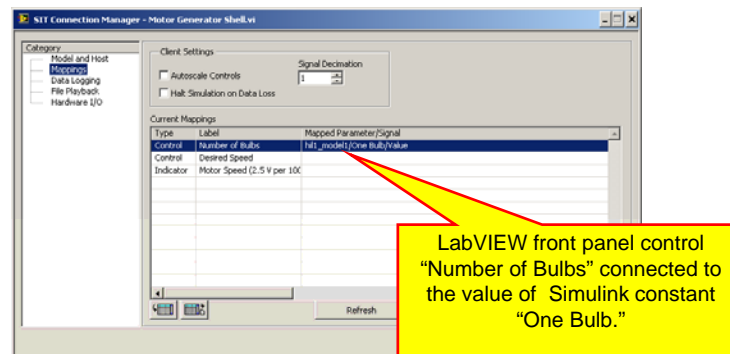 SIT Connection Manager - Motor Generator Shell.vi
Category
Model and Host
Mappings
Data Logging
File Playback
Hardware I/O
Client Settings
Autoscale Controls
Halt Simulation on Data Loss
Signal Decimation
1
Current Mappings
Type Label Mapped Parameter/Signal
Control Number of Bulbs hil1_model1/One Bulb/Value
Control Desired Speed
Indicator Motor Speed (2.5 V per 100
Refresh
LabVIEW front panel control
“Number of Bulbs” connected to
the value of Simulink constant
“One Bulb.”